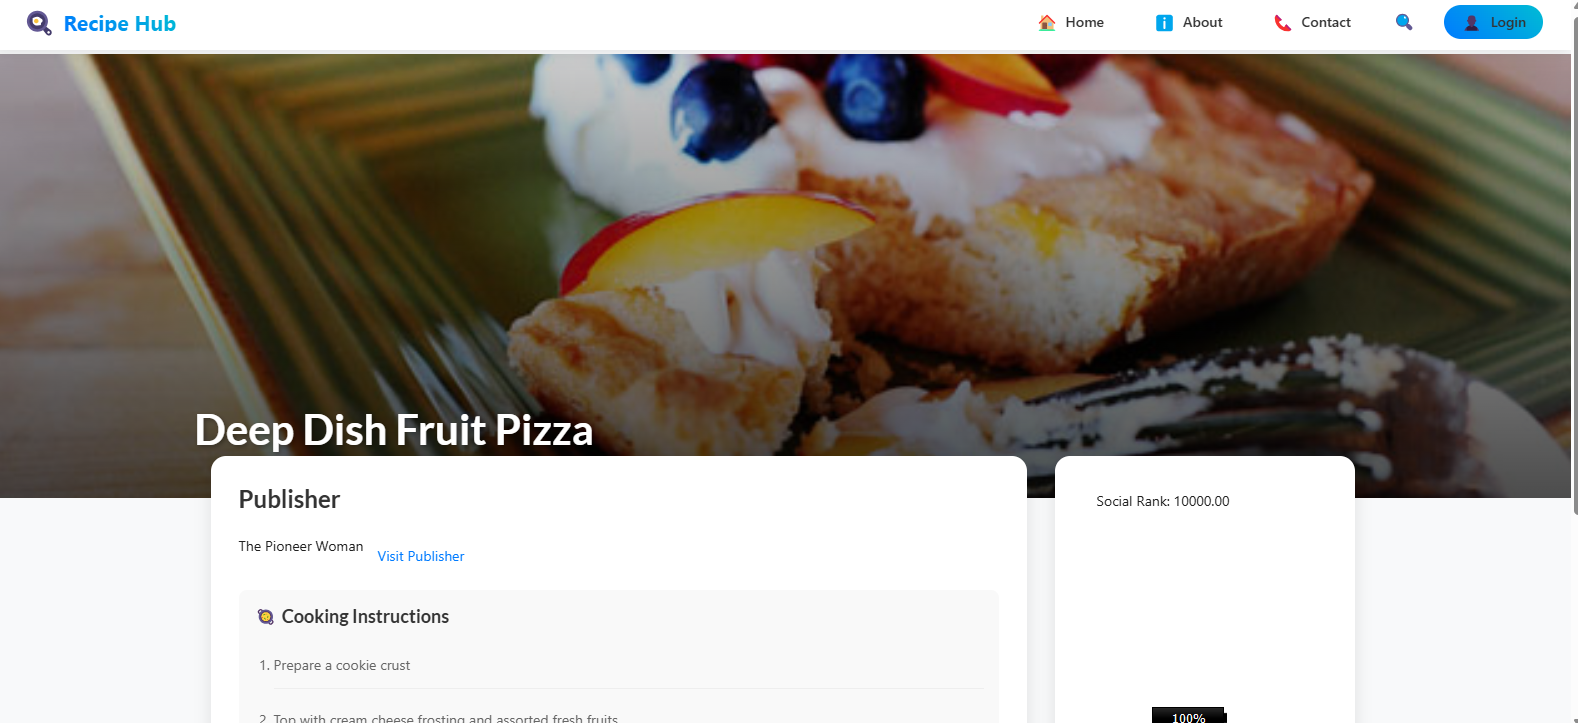 Recipe Hub
Home
About
Contact
Login
Deep Dish Fruit Pizza
Publisher
The Pioneer Woman
Visit Publisher
Cooking Instructions
1. Prepare a cookie crust
2. Top with cream cheese frosting and assorted fresh fruits
Social Rank: 10000.00
100%